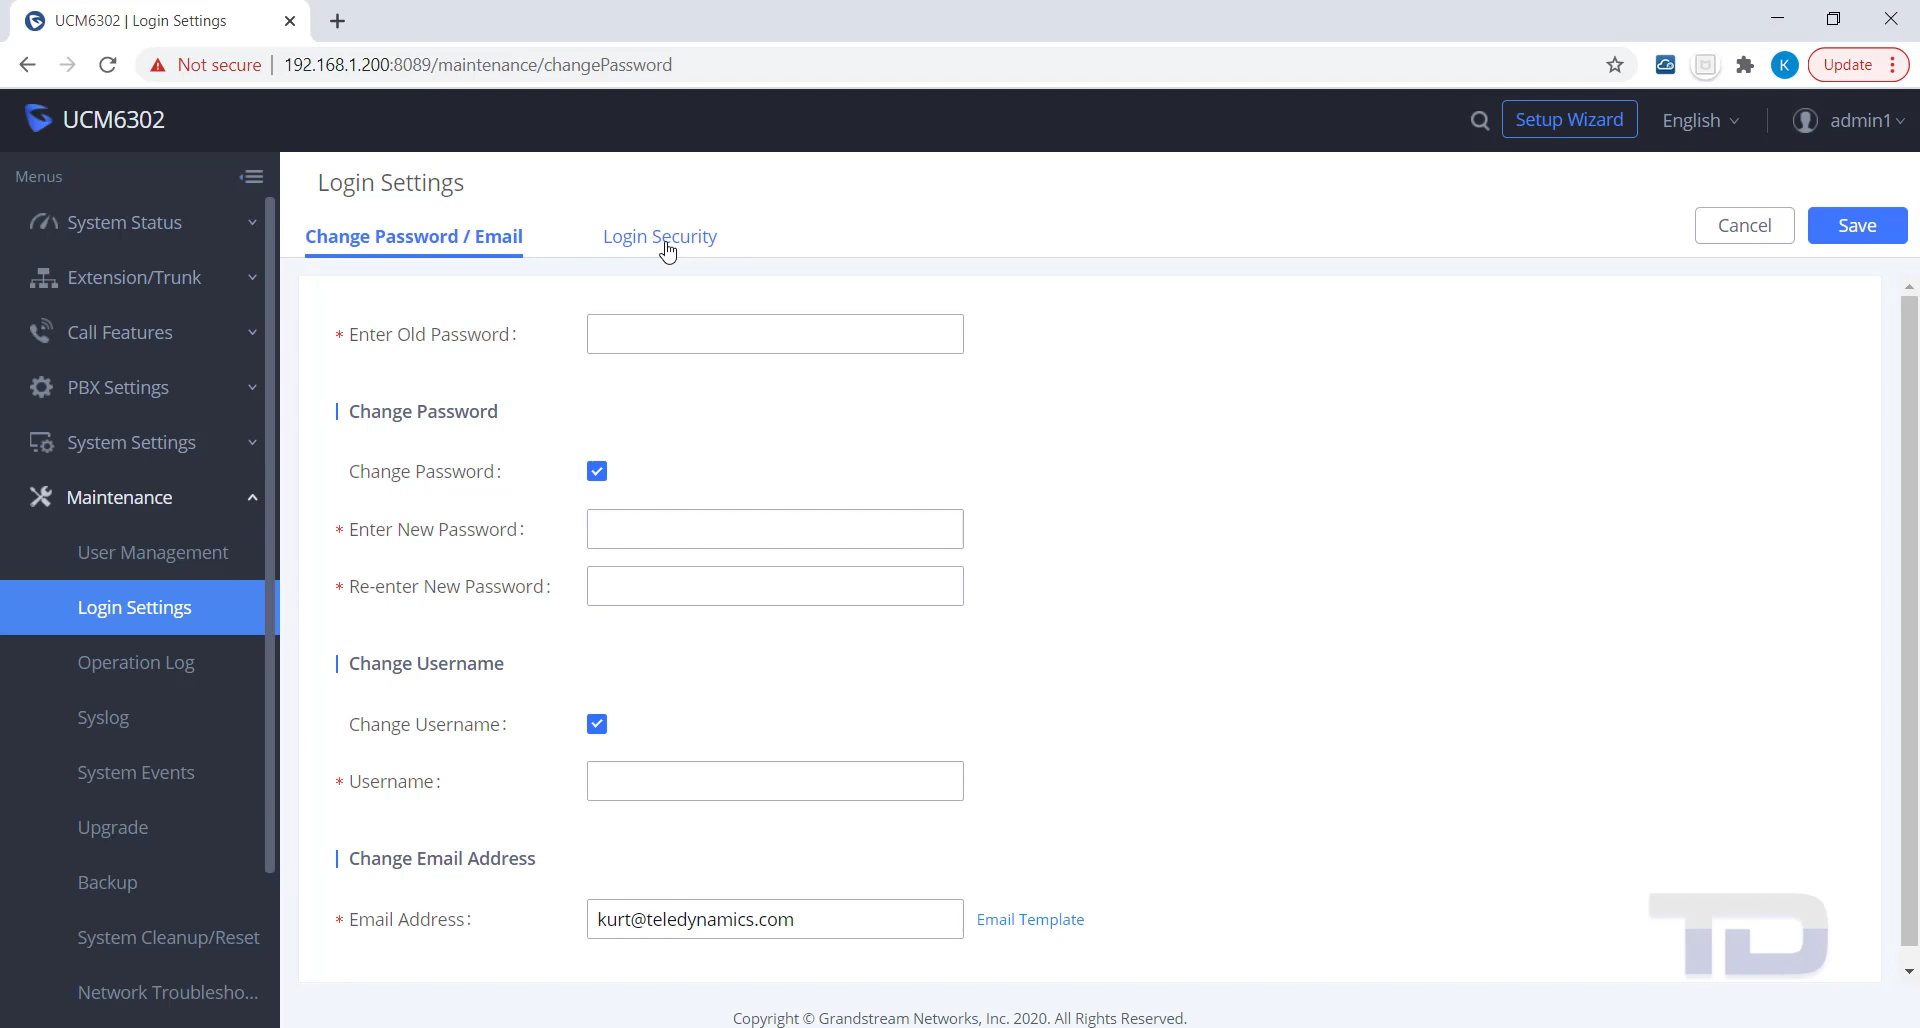 UCM6302 | Login Settings
Not secure | 192.168.1.200:8089/maintenance/changePassword
K
Update
UCM6302
Setup Wizard
English
admin1
Menus
System Status
Extension/Trunk
Call Features
PBX Settings
System Settings
Maintenance
User Management
Login Settings
Operation Log
Syslog
System Events
Upgrade
Backup
System Cleanup/Reset
Network Troublesho...
Login Settings
Change Password / Email
Login Security
Cancel
Save
* Enter Old Password:
Change Password
Change Password:
* Enter New Password:
* Re-enter New Password:
Change Username
Change Username:
* Username:
Change Email Address
* Email Address:
kurt@teledynamics.com
Email Template
TD
Copyright © Grandstream Networks, Inc. 2020. All Rights Reserved.